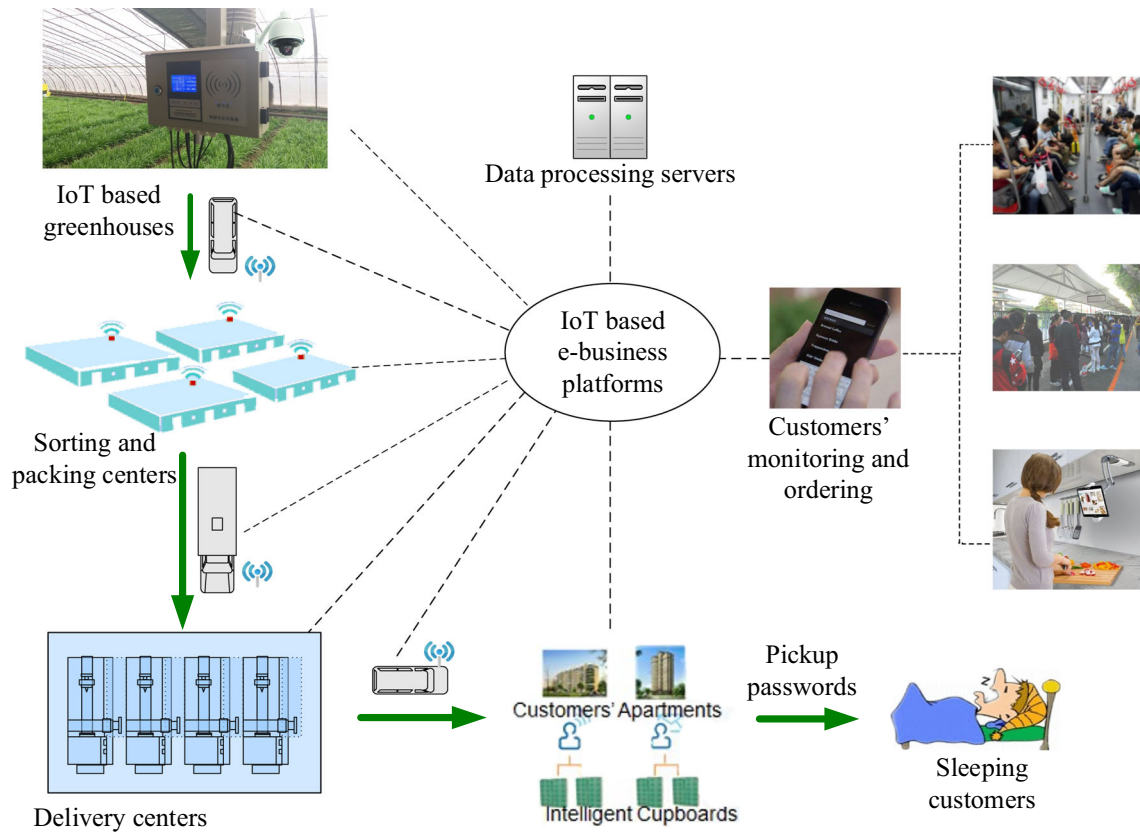 IoT based
greenhouses
Data processing servers
IoT based
e-business
platforms
Sorting and
packing centers
Customers'
monitoring and
ordering
Pickup
passwords
Customers' Apartments
Intelligent Cupboards
Delivery centers
Sleeping
customers